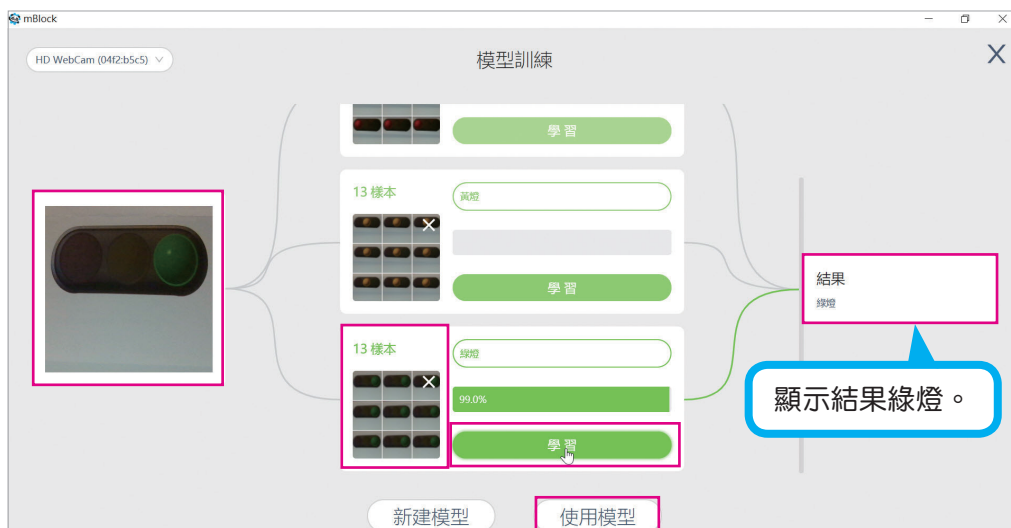 mBlock
HD WebCam (04f2:b5c5)
模型訓練
X
學習
13 樣本
黃燈
學習
13 樣本
綠燈
99.0%
學習
結果
綠燈
顯示結果綠燈。
新建模型
使用模型